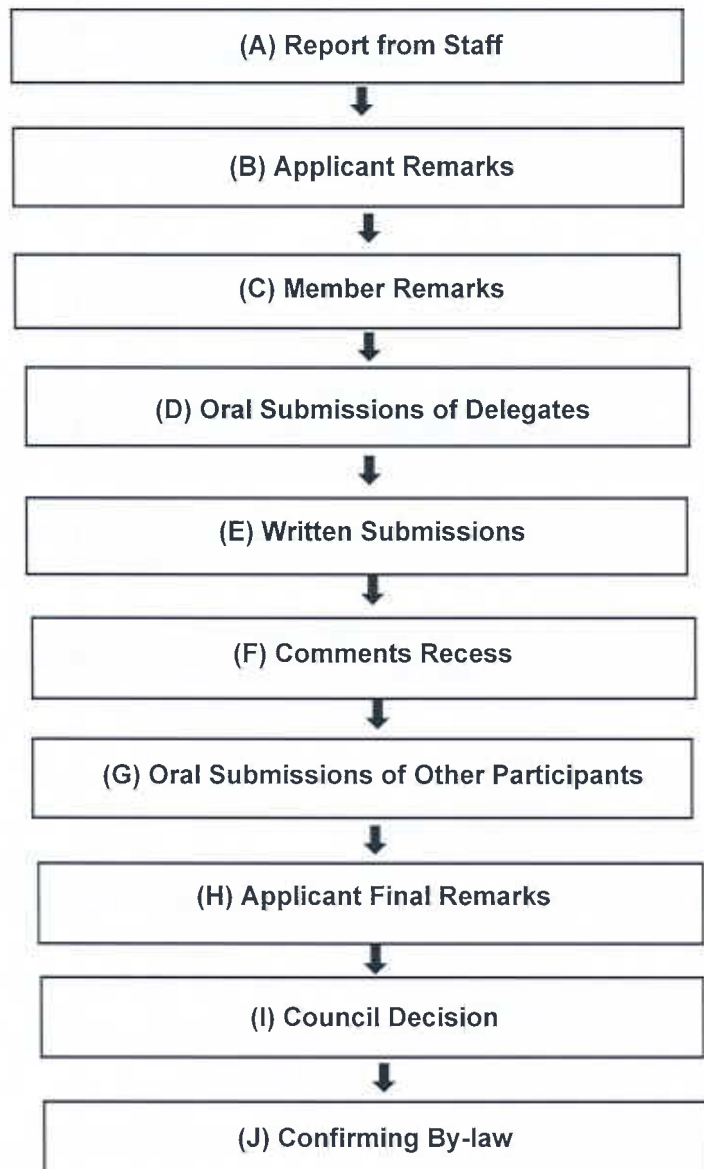 (A) Report from Staff
(B) Applicant Remarks
(C) Member Remarks
(D) Oral Submissions of Delegates
(E) Written Submissions
(F) Comments Recess
(G) Oral Submissions of Other Participants
(H) Applicant Final Remarks
(I) Council Decision
(J) Confirming By-law